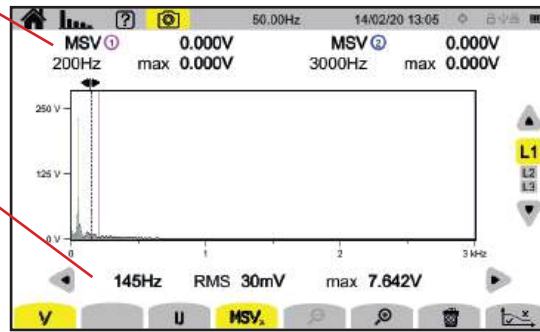 ? 50.00Hz 14/02/20 13:05
MSV 1 0.000V MSV 2 0.000V
200Hz max 0.000V 3000Hz max 0.000V
250 V
125 V
0 V
0 1 2 3 kHz
L1
L2
L3
145Hz RMS 30mV max 7.642V
V U MSV